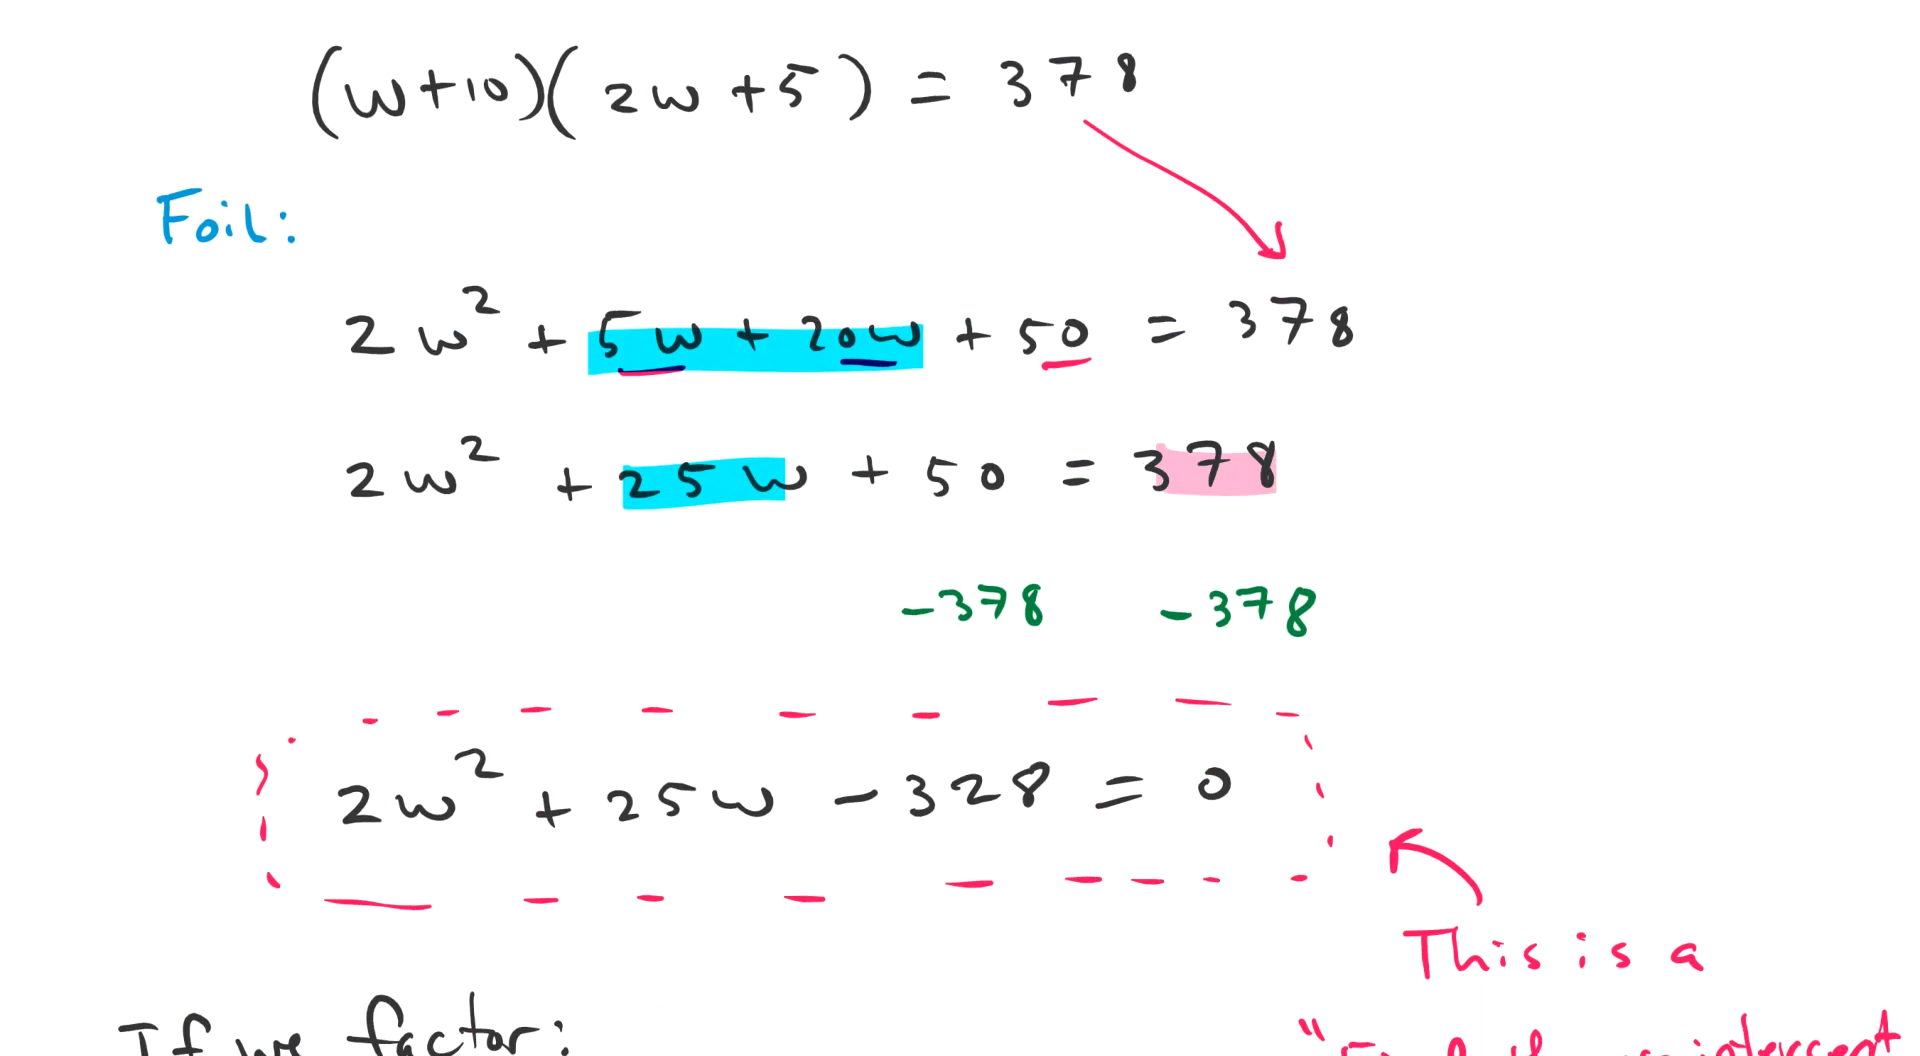 (w+10)(2w+5) = 378
Foil:
2w² + 5w + 20w + 50 = 378
2w² + 25w + 50 = 378
-378 -378
2w² + 25w - 328 = 0
This is a
If we factor:
"
intercept